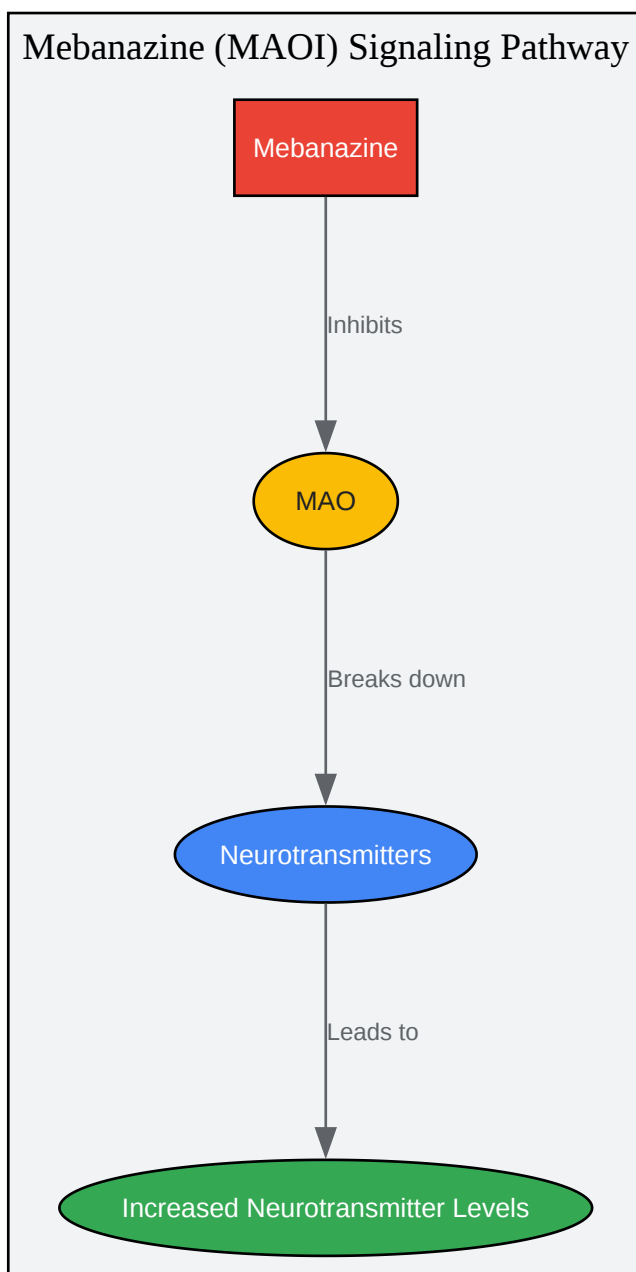 Mebanazine (MAOI) Signaling Pathway
Mebanazine
Inhibits
MAO
Breaks down
Neurotransmitters
Leads to
Increased Neurotransmitter Levels